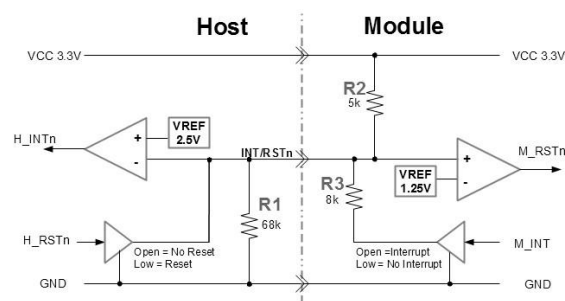 Host Module
VCC 3.3V VCC 3.3V
R2
5k
H_INTn
+
VREF
2.5V
-
INT/RSTn
+
M_RSTn
VREF
1.25V
-
R3
8k
R1
68k
H_RSTn
M_INT
Open = No Reset
Low = Reset
Open =Interrupt
Low = No Interrupt
GND GND